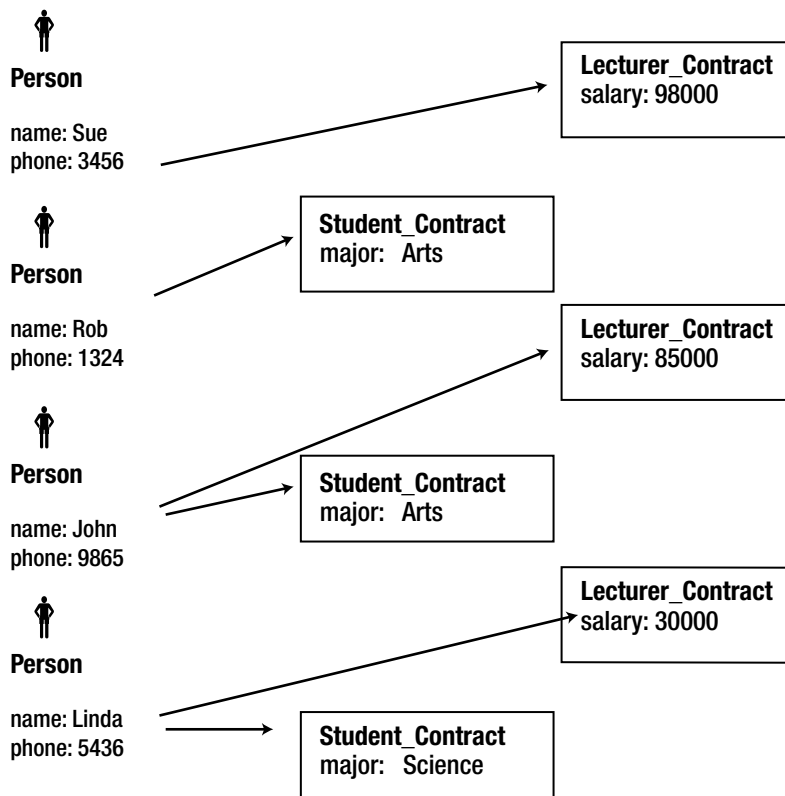 Person
name: Sue
phone: 3456
Lecturer_Contract
salary: 98000
Person
name: Rob
phone: 1324
Student_Contract
major: Arts
Person
name: John
phone: 9865
Lecturer_Contract
salary: 85000
Student_Contract
major: Arts
Person
name: Linda
phone: 5436
Lecturer_Contract
salary: 30000
Student_Contract
major: Science